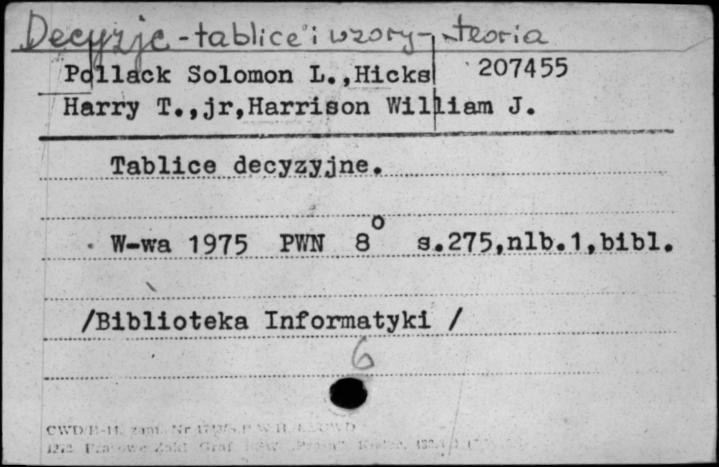 Decyzje - tablice i wzory - teoria
Pollack Solomon L.,Hicks 207455
Harry T.,jr,Harrison William J.
Tablice decyzyjne.
W-wa 1975 PWN 8° s.275,nlb.1,bibl.
/Biblioteka Informatyki /
6